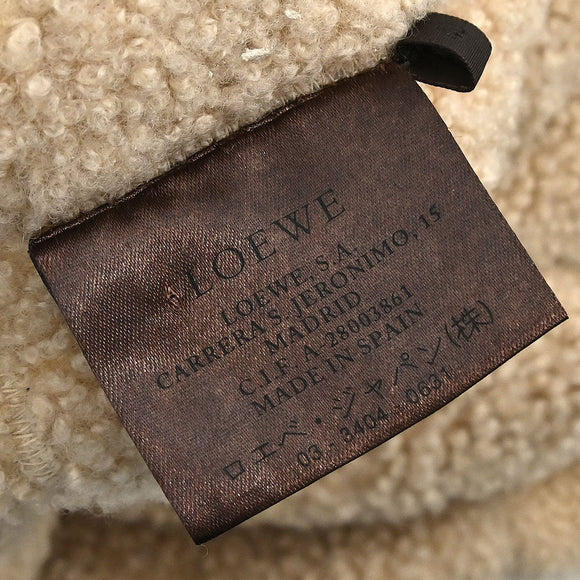 LOEWE
LOEWE, S.A.
CARRERA S. JERONIMO, 15
MADRID
C.I.F. A-28003861
MADE IN SPAIN
ロエベ・ジャパン(株)
03 - 3404 - 0631